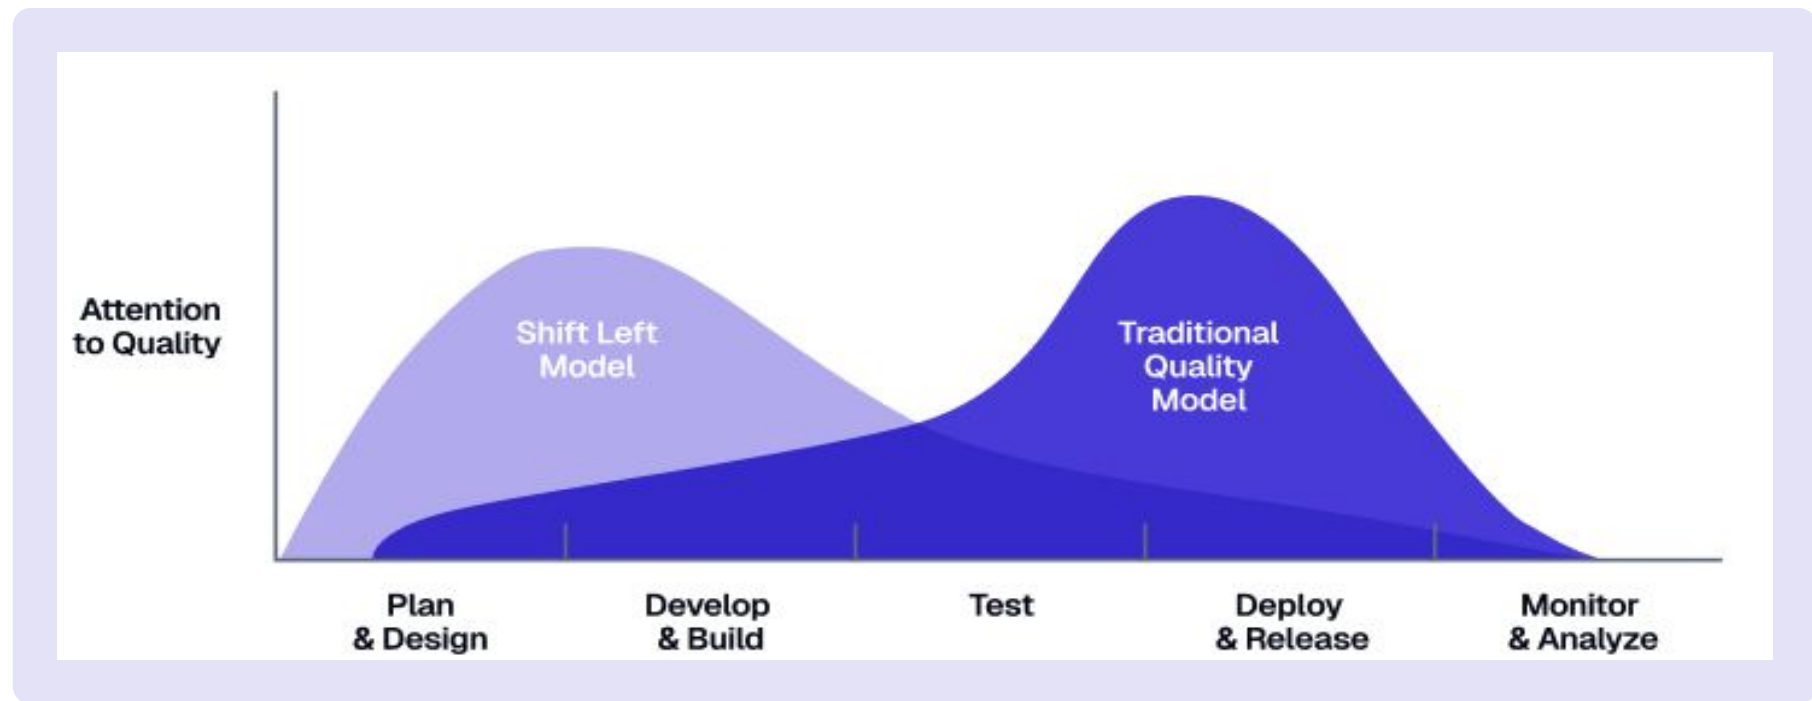 Attention
to Quality
Shift Left
Model
Traditional
Quality
Model
Plan
& Design
Develop
& Build
Test
Deploy
& Release
Monitor
& Analyze